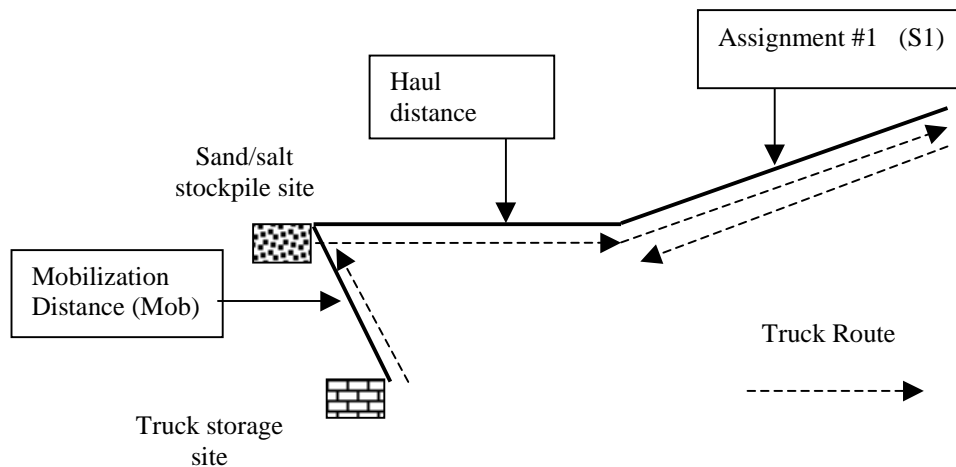 Assignment #1 (S1)
Haul
distance
Sand/salt
stockpile site
Mobilization
Distance (Mob)
Truck Route
Truck storage
site